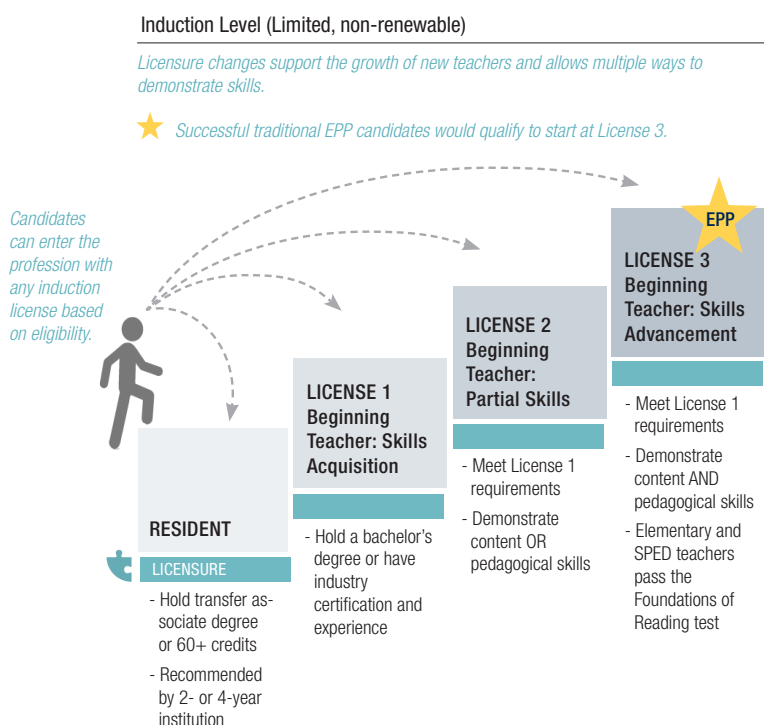 Induction Level (Limited, non-renewable)
Licensure changes support the growth of new teachers and allows multiple ways to
demonstrate skills.
Successful traditional EPP candidates would qualify to start at License 3.
Candidates
can enter the
profession with
any induction
license based
on eligibility.
RESIDENT
LICENSURE
- Hold transfer as-
sociate degree
or 60+ credits
- Recommended
by 2- or 4-year
institution
LICENSE 1
Beginning
Teacher: Skills
Acquisition
- Hold a bachelor's
degree or have
industry
certification and
experience
LICENSE 2
Beginning
Teacher:
Partial Skills
- Meet License 1
requirements
- Demonstrate
content OR
pedagogical skills
EPP
LICENSE 3
Beginning
Teacher: Skills
Advancement
- Meet License 1
requirements
- Demonstrate
content AND
pedagogical skills
- Elementary and
SPED teachers
pass the
Foundations of
Reading test